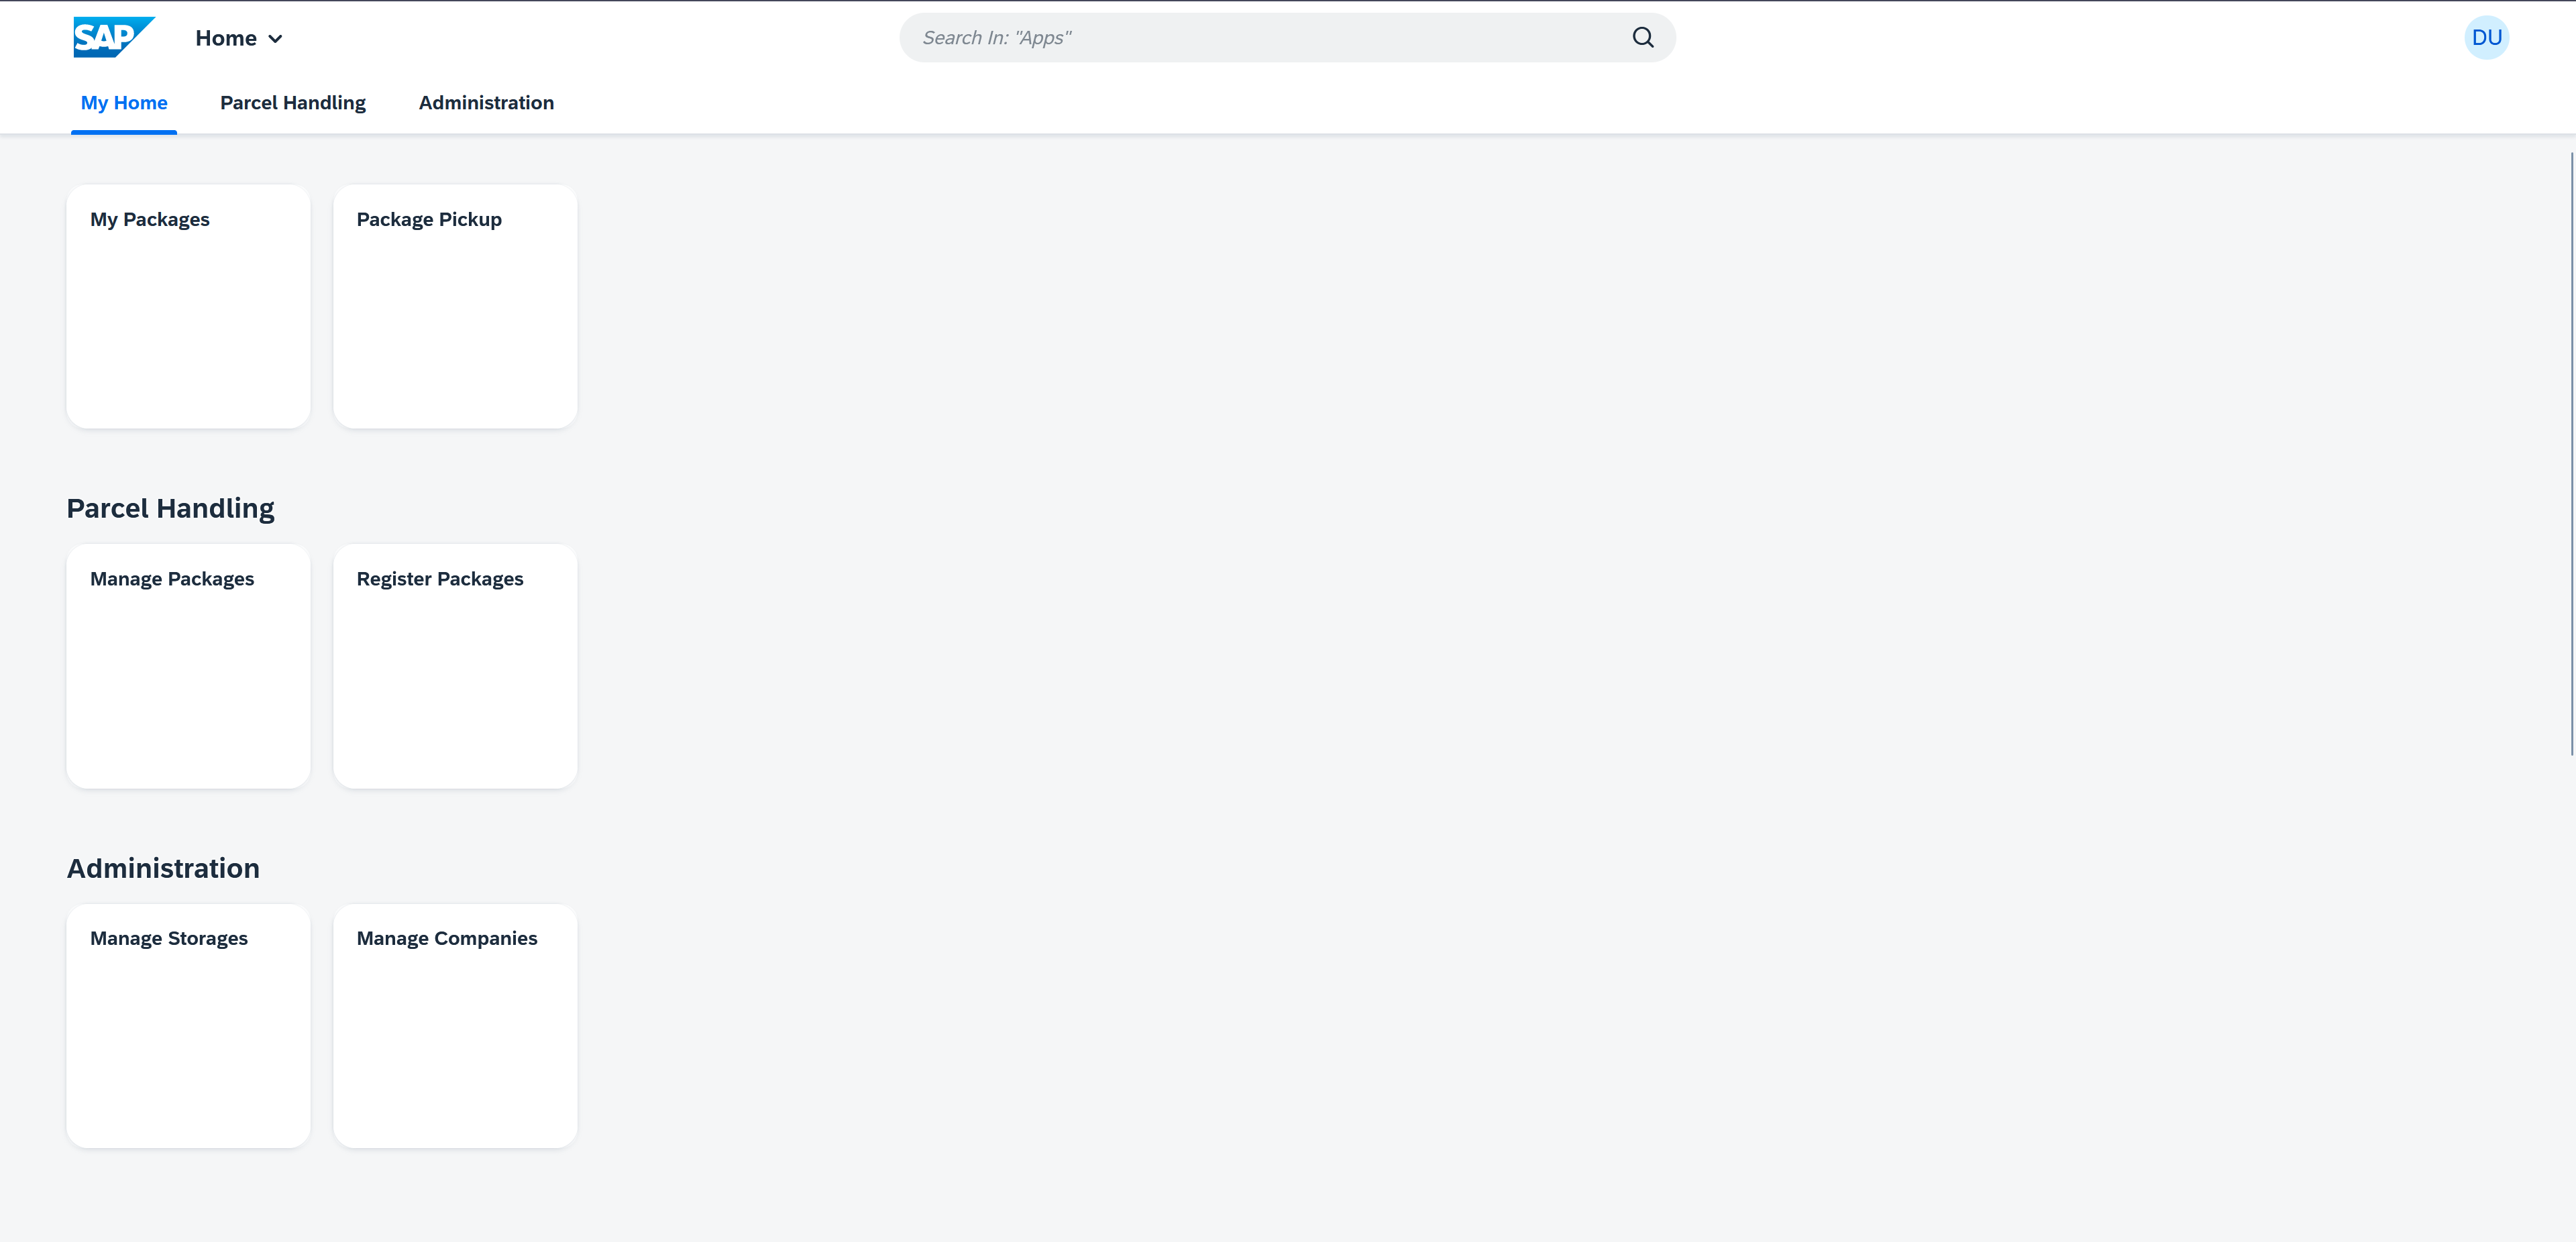 SAP
Home
Search In: "Apps"
DU
My Home
Parcel Handling
Administration
My Packages
Package Pickup
Parcel Handling
Manage Packages
Register Packages
Administration
Manage Storages
Manage Companies